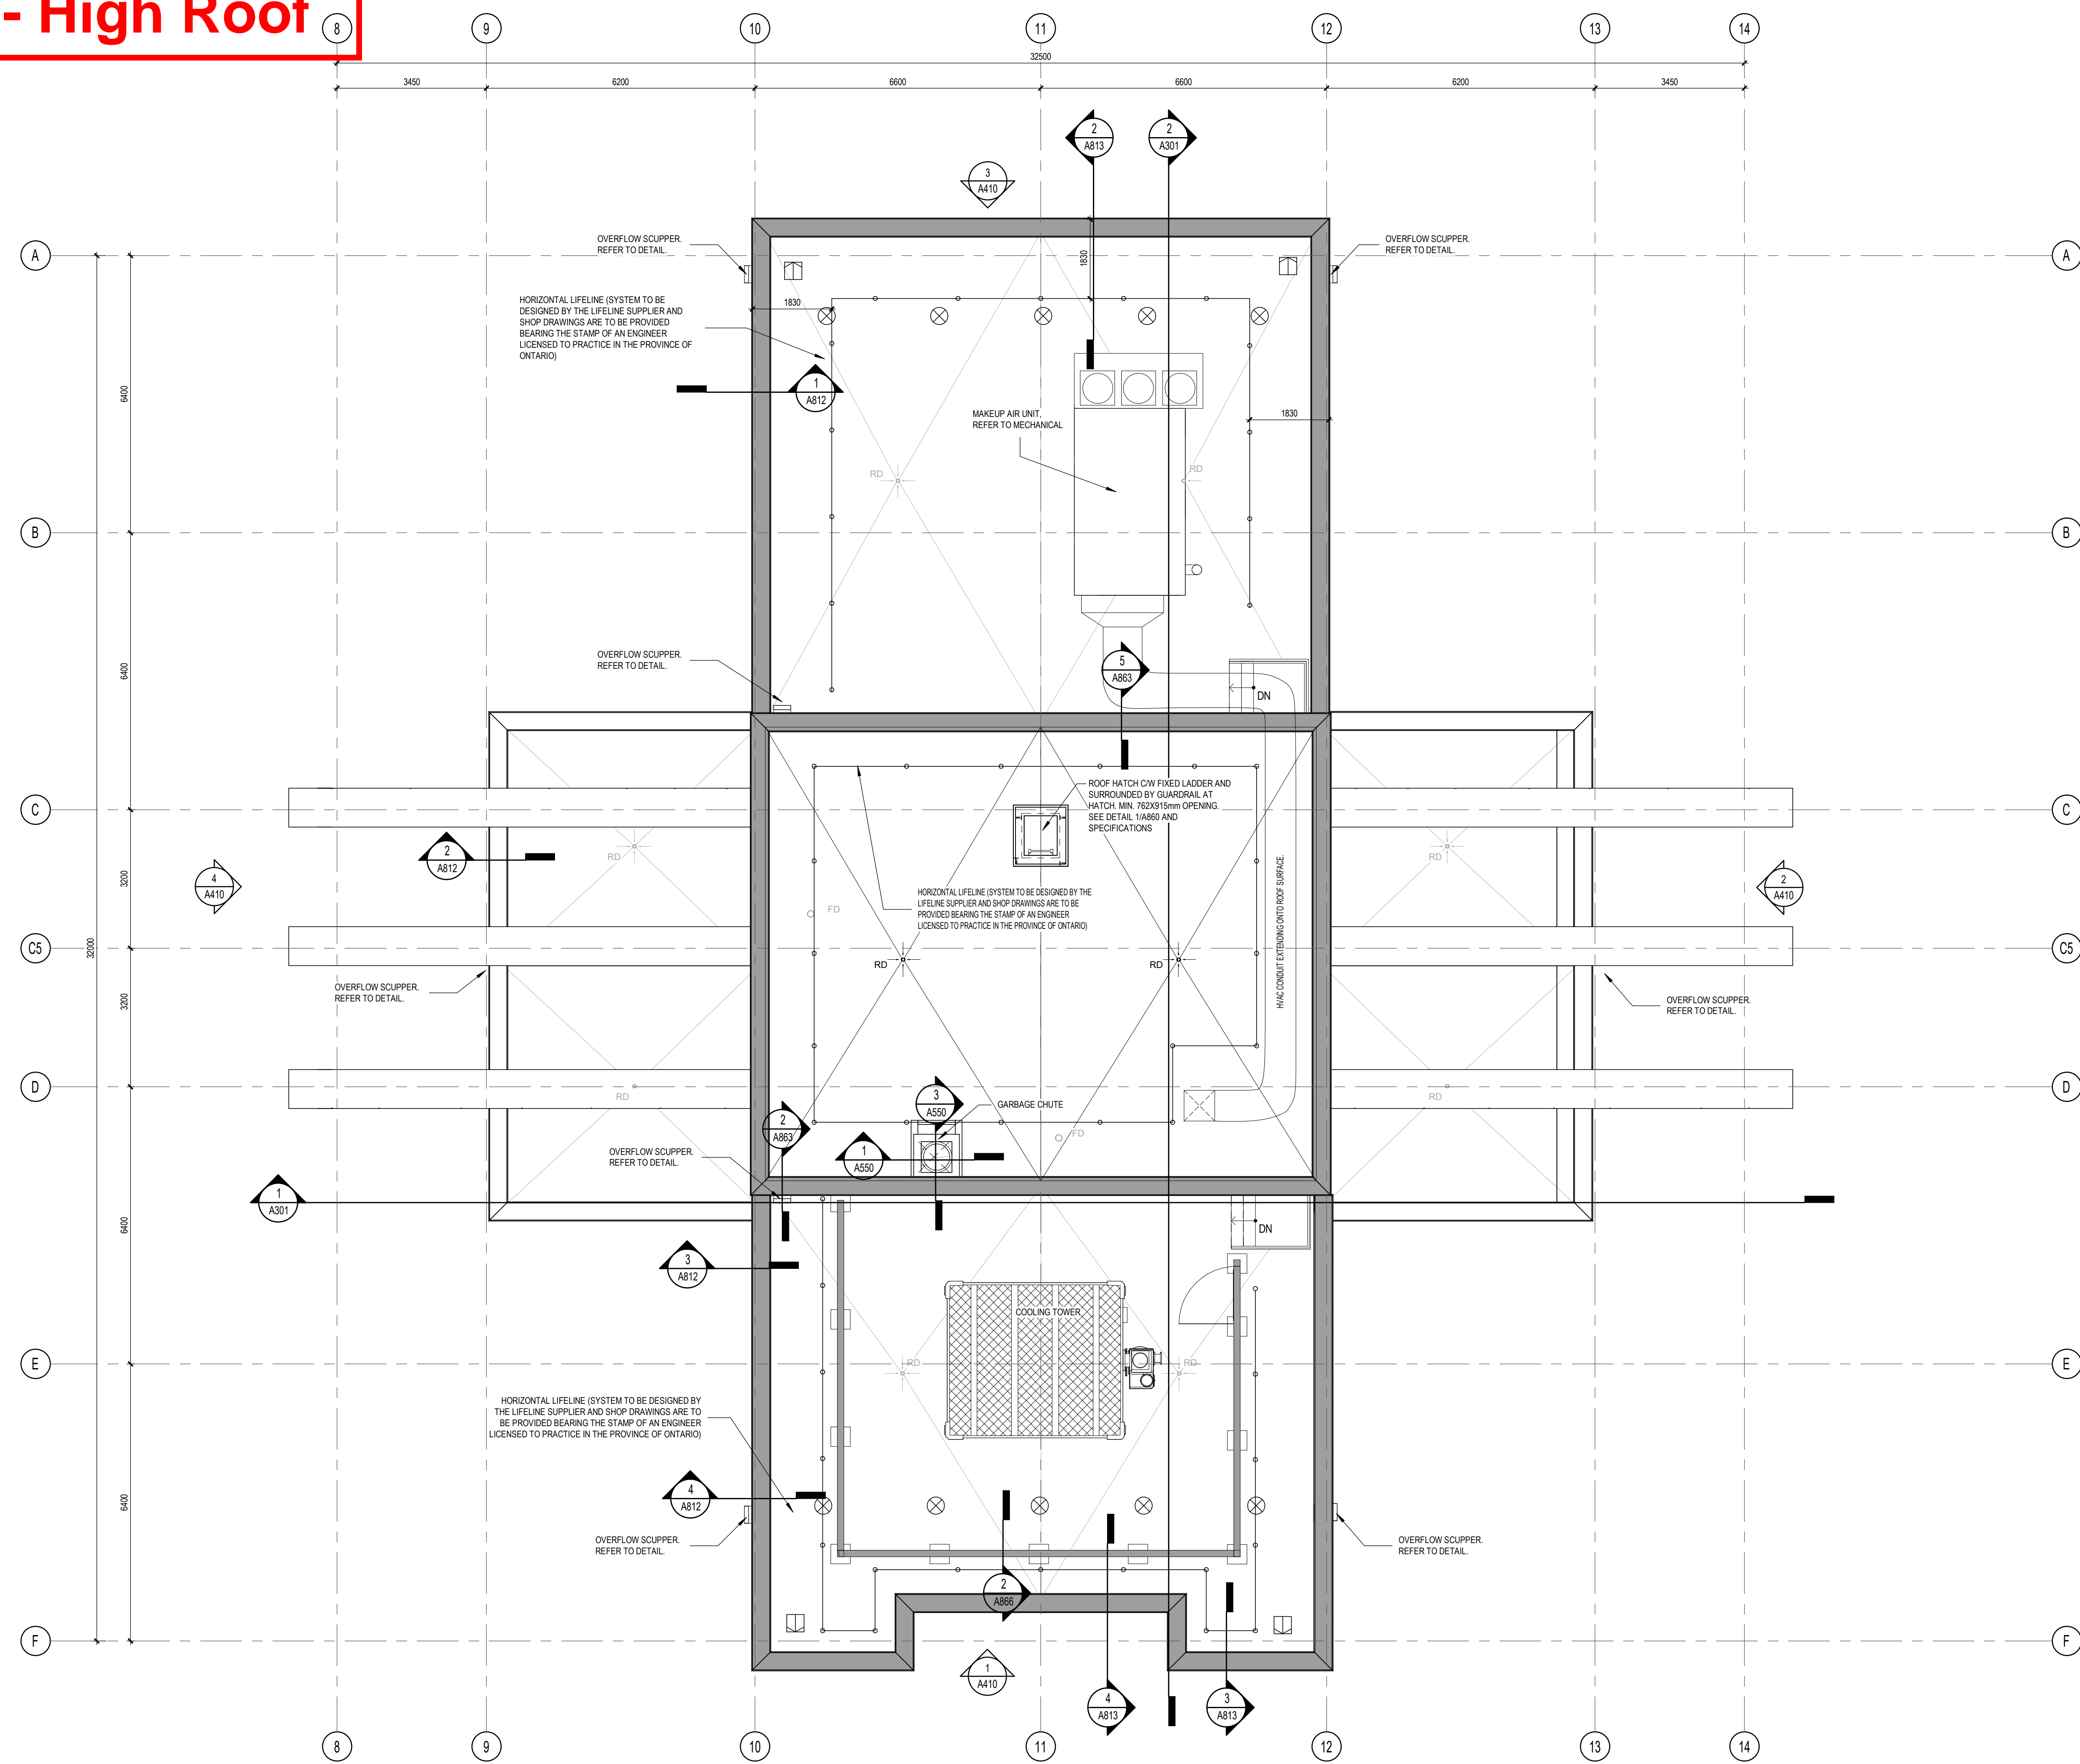 - High Roof
8
9
10
11
12
13
14
32500
3450
6200
6600
6600
6200
3450
2
A813
2
A301
3
A410
OVERFLOW SCUPPER.
REFER TO DETAIL.
OVERFLOW SCUPPER.
REFER TO DETAIL.
A
A
1830
1830
HORIZONTAL LIFELINE (SYSTEM TO BE
DESIGNED BY THE LIFELINE SUPPLIER AND
SHOP DRAWINGS ARE TO BE PROVIDED
BEARING THE STAMP OF AN ENGINEER
LICENSED TO PRACTICE IN THE PROVINCE OF
ONTARIO)
6400
1
A812
MAKEUP AIR UNIT,
REFER TO MECHANICAL
1830
RD
RD
B
B
OVERFLOW SCUPPER.
REFER TO DETAIL.
6400
5
A863
DN
ROOF HATCH C/W FIXED LADDER AND
SURROUNDED BY GUARDRAIL AT
HATCH. MIN. 762X915mm OPENING.
SEE DETAIL 1/A860 AND
SPECIFICATIONS
C
C
2
A812
RD
RD
4
A410
3200
2
A410
HORIZONTAL LIFELINE (SYSTEM TO BE DESIGNED BY THE
LIFELINE SUPPLIER AND SHOP DRAWINGS ARE TO BE
PROVIDED BEARING THE STAMP OF AN ENGINEER
LICENSED TO PRACTICE IN THE PROVINCE OF ONTARIO)
FD
HVAC CONDUIT EXTENDING ONTO ROOF SURFACE.
32000
C5
C5
RD
RD
OVERFLOW SCUPPER.
REFER TO DETAIL.
3200
OVERFLOW SCUPPER.
REFER TO DETAIL.
D
D
RD
RD
3
A550
GARBAGE CHUTE
2
A863
FD
1
A550
OVERFLOW SCUPPER.
REFER TO DETAIL.
1
A301
6400
DN
3
A812
COOLING TOWER
E
E
RD
RD
HORIZONTAL LIFELINE (SYSTEM TO BE DESIGNED BY
THE LIFELINE SUPPLIER AND SHOP DRAWINGS ARE TO
BE PROVIDED BEARING THE STAMP OF AN ENGINEER
LICENSED TO PRACTICE IN THE PROVINCE OF ONTARIO)
6400
4
A812
OVERFLOW SCUPPER.
REFER TO DETAIL.
OVERFLOW SCUPPER.
REFER TO DETAIL.
2
A866
F
F
1
A410
4
A813
3
A813
8
9
10
11
12
13
14